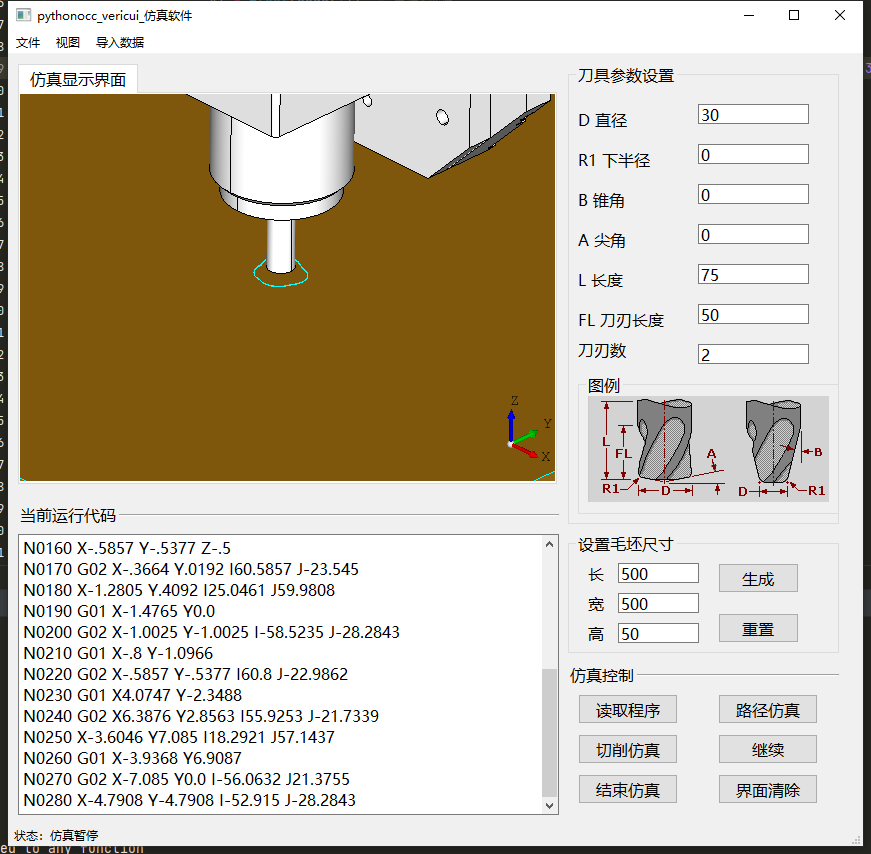 pythonocc_vericui_仿真软件
文件 视图 导入数据
仿真显示界面
Z
Y
X
当前运行代码
N0160 X-.5857 Y-.5377 Z-.5
N0170 G02 X-.3664 Y.0192 I60.5857 J-23.545
N0180 X-1.2805 Y.4092 I25.0461 J59.9808
N0190 G01 X-1.4765 Y0.0
N0200 G02 X-1.0025 Y-1.0025 I-58.5235 J-28.2843
N0210 G01 X-.8 Y-1.0966
N0220 G02 X-.5857 Y-.5377 I60.8 J-22.9862
N0230 G01 X4.0747 Y-2.3488
N0240 G02 X6.3876 Y2.8563 I55.9253 J-21.7339
N0250 X-3.6046 Y7.085 I18.2921 J57.1437
N0260 G01 X-3.9368 Y6.9087
N0270 G02 X-7.085 Y0.0 I-56.0632 J21.3755
N0280 X-4.7908 Y-4.7908 I-52.915 J-28.2843
状态：仿真暂停
刀具参数设置
D 直径 30
R1 下半径 0
B 锥角 0
A 尖角 0
L 长度 75
FL 刀刃长度 50
刀刃数 2
图例
L
FL
A
B
R1
D
D
R1
设置毛坯尺寸
长 500 生成
宽 500
高 50 重置
仿真控制
读取程序 路径仿真
切削仿真 继续
结束仿真 界面清除
ed to any function